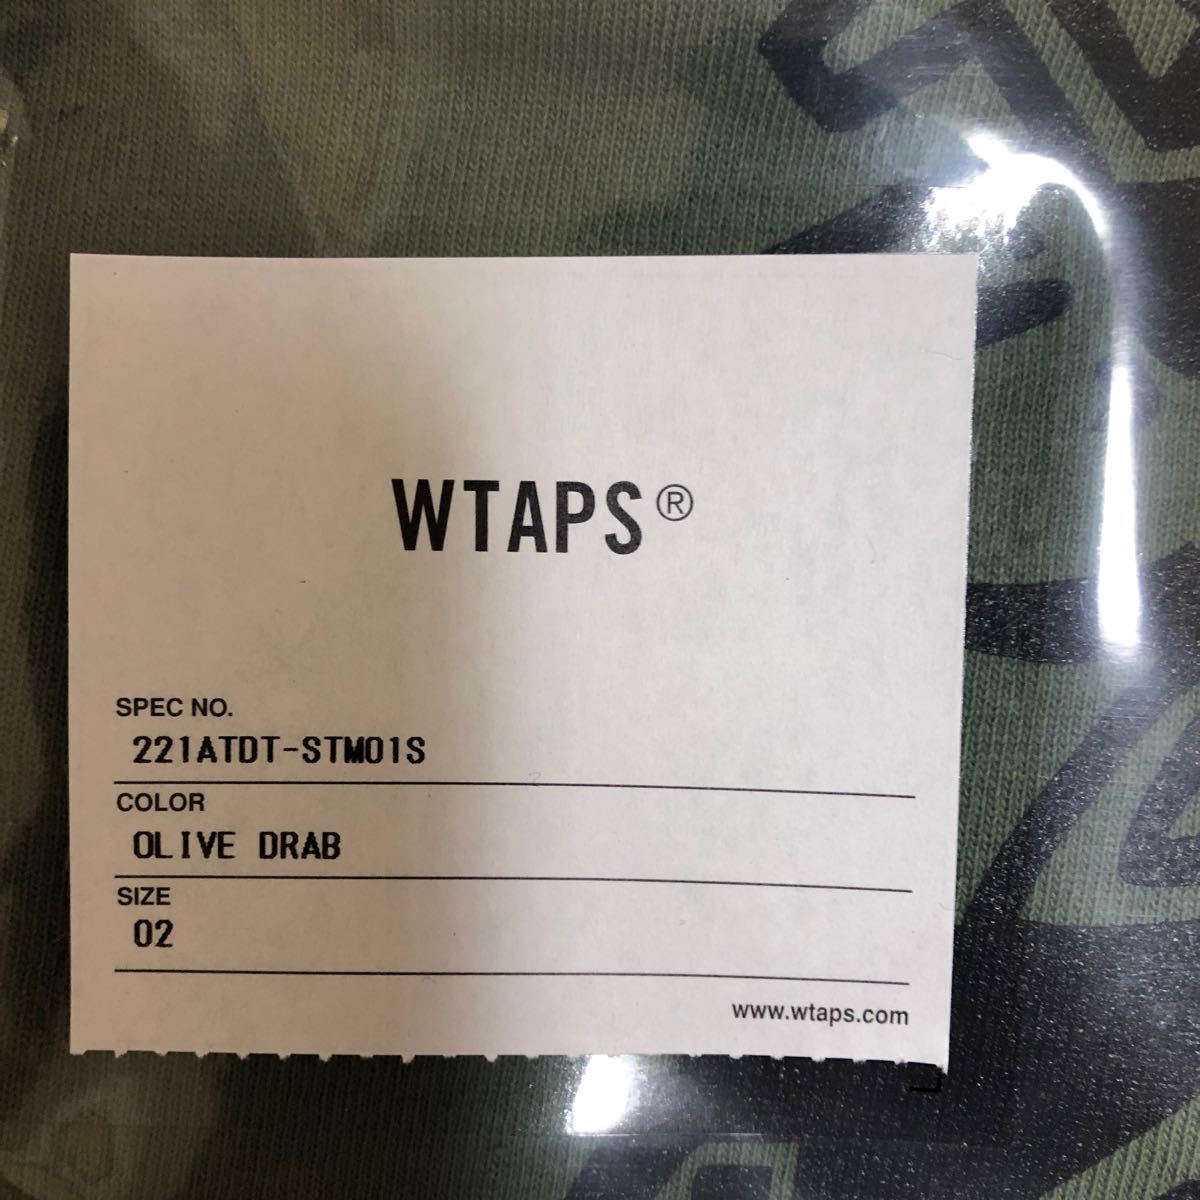 WTAPS®
SPEC NO.
221ATDT-STM01S
COLOR
OLIVE DRAB
SIZE
02
www.wtaps.com